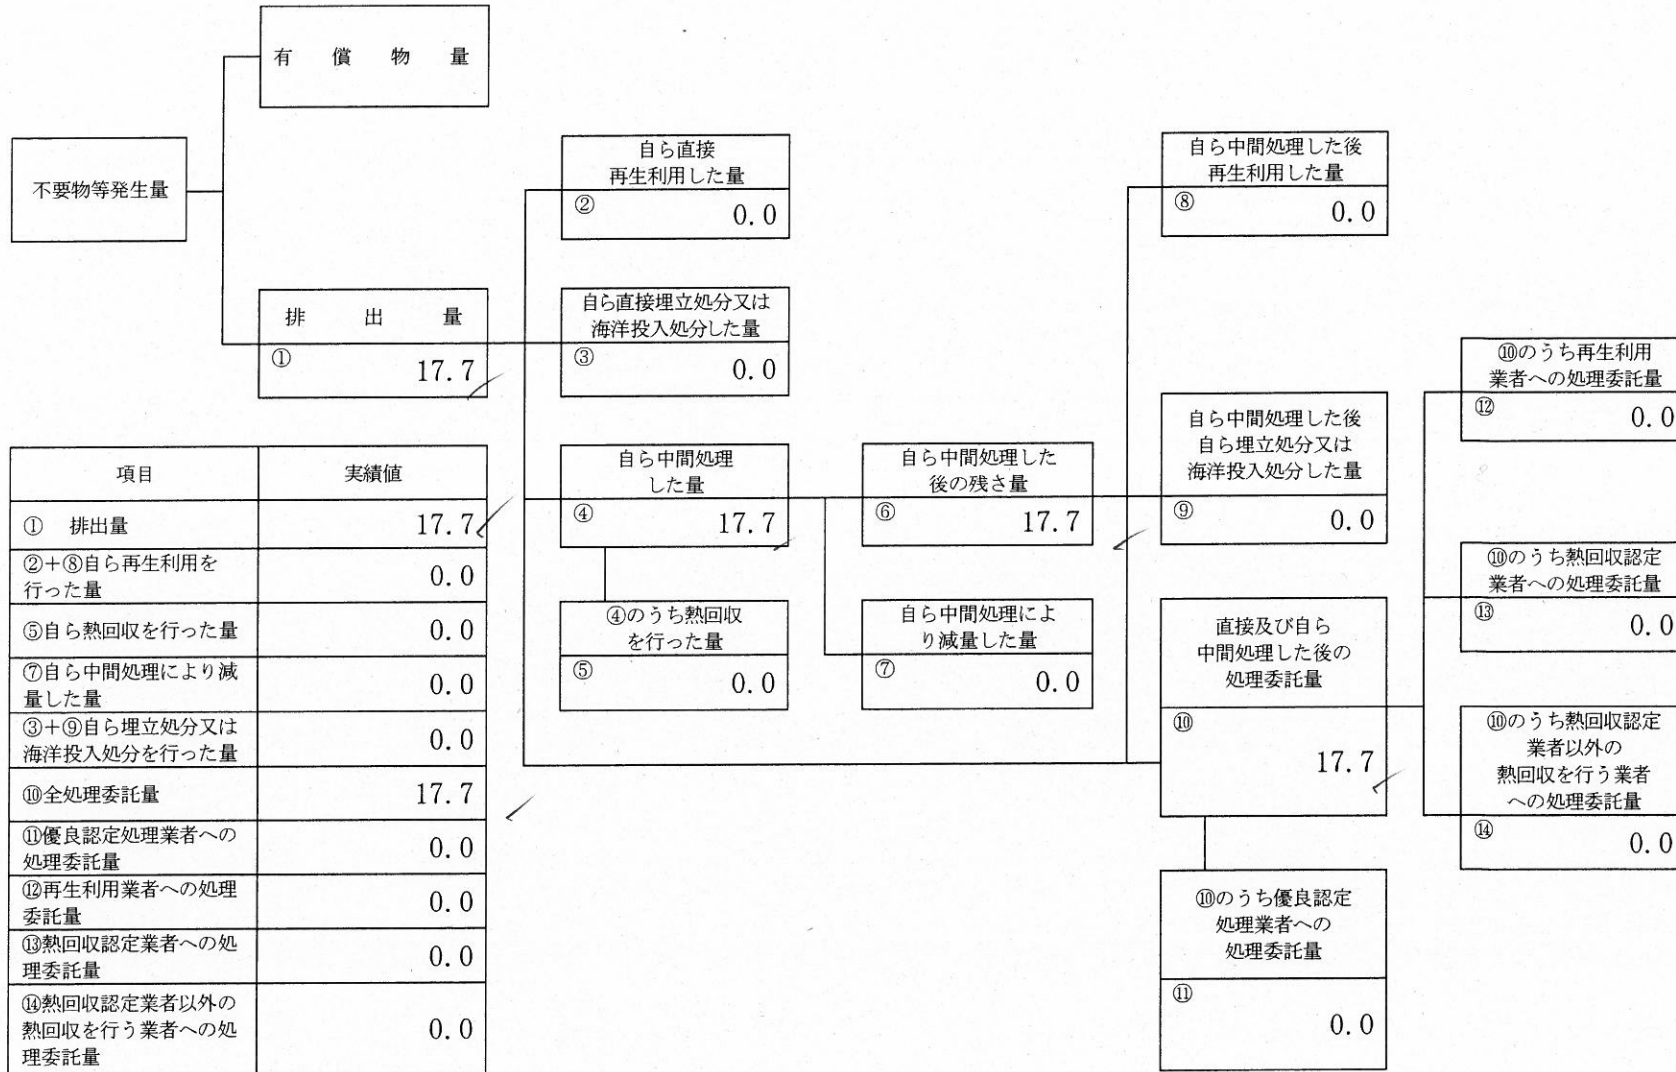 有償物量
不要物等発生量
排出量
① 17.7
自ら直接
再生利用した量
② 0.0
自ら直接埋立処分又は
海洋投入処分した量
③ 0.0
自ら中間処理
した量
④ 17.7
④のうち熱回収
を行った量
⑤ 0.0
自ら中間処理した
後の残さ量
⑥ 17.7
自ら中間処理によ
り減量した量
⑦ 0.0
自ら中間処理した後
再生利用した量
⑧ 0.0
自ら中間処理した後
自ら埋立処分又は
海洋投入処分した量
⑨ 0.0
直接及び自ら
中間処理した後の
処理委託量
⑩
17.7
⑩のうち優良認定
処理業者への
処理委託量
⑪
0.0
⑩のうち再生利用
業者への処理委託量
⑫ 0.0
⑩のうち熱回収認定
業者への処理委託量
⑬ 0.0
⑩のうち熱回収認定
業者以外の
熱回収を行う業者
への処理委託量
⑭ 0.0
項目 実績値
① 排出量 17.7
②+⑧自ら再生利用を
行った量 0.0
⑤自ら熱回収を行った量 0.0
⑦自ら中間処理により減
量した量 0.0
③+⑨自ら埋立処分又は
海洋投入処分を行った量 0.0
⑩全処理委託量 17.7
⑪優良認定処理業者への
処理委託量 0.0
⑫再生利用業者への処理
委託量 0.0
⑬熱回収認定業者への処
理委託量 0.0
⑭熱回収認定業者以外の
熱回収を行う業者への処
理委託量 0.0